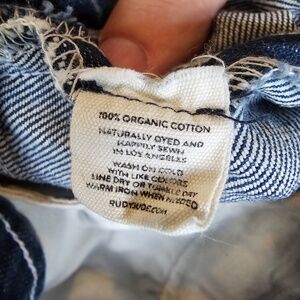 100% ORGANIC COTTON
NATURALLY DYED AND
HAPPILY SEWN
IN LOS ANGELES
WASH ON COLD
WITH LIKE COLORS
LINE DRY OR TUMBLE DRY
WARM IRON WHEN NEEDED
RUDYJUDE.COM